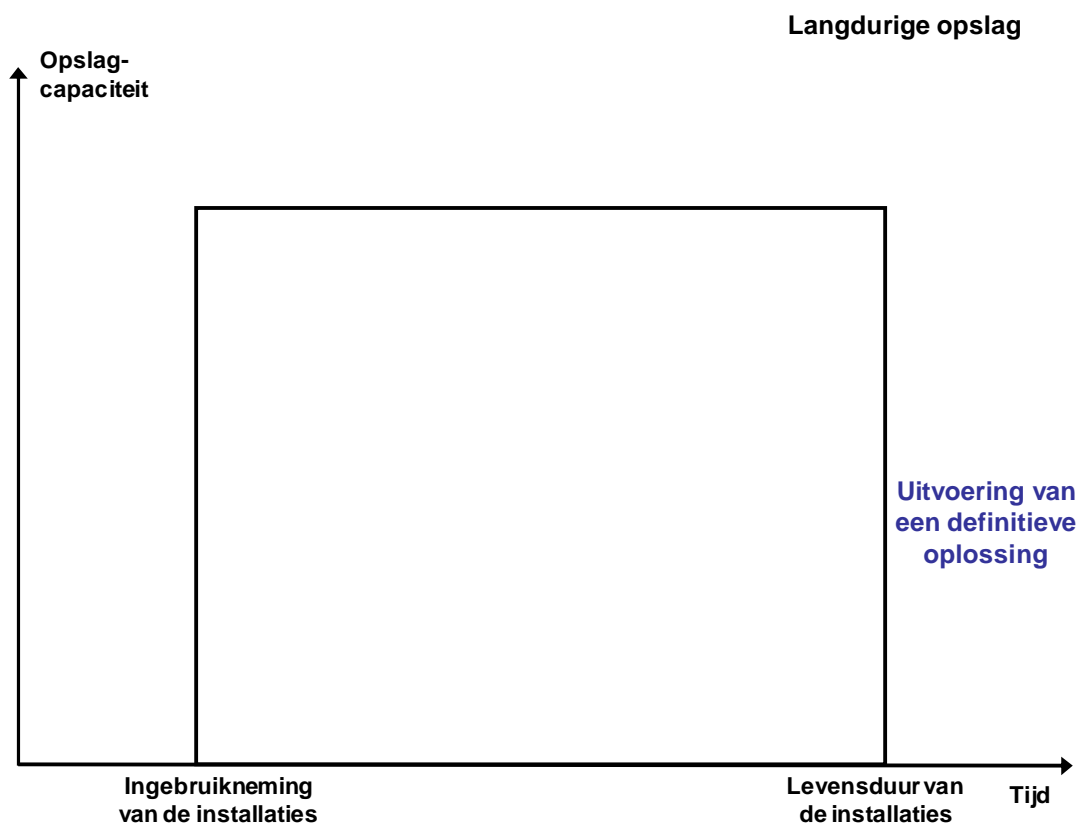 Langdurige opslag
Opslag-
capaciteit
Uitvoering van
een definitieve
oplossing
Ingebruikneming
van de installaties
Levensduur van
de installaties
Tijd